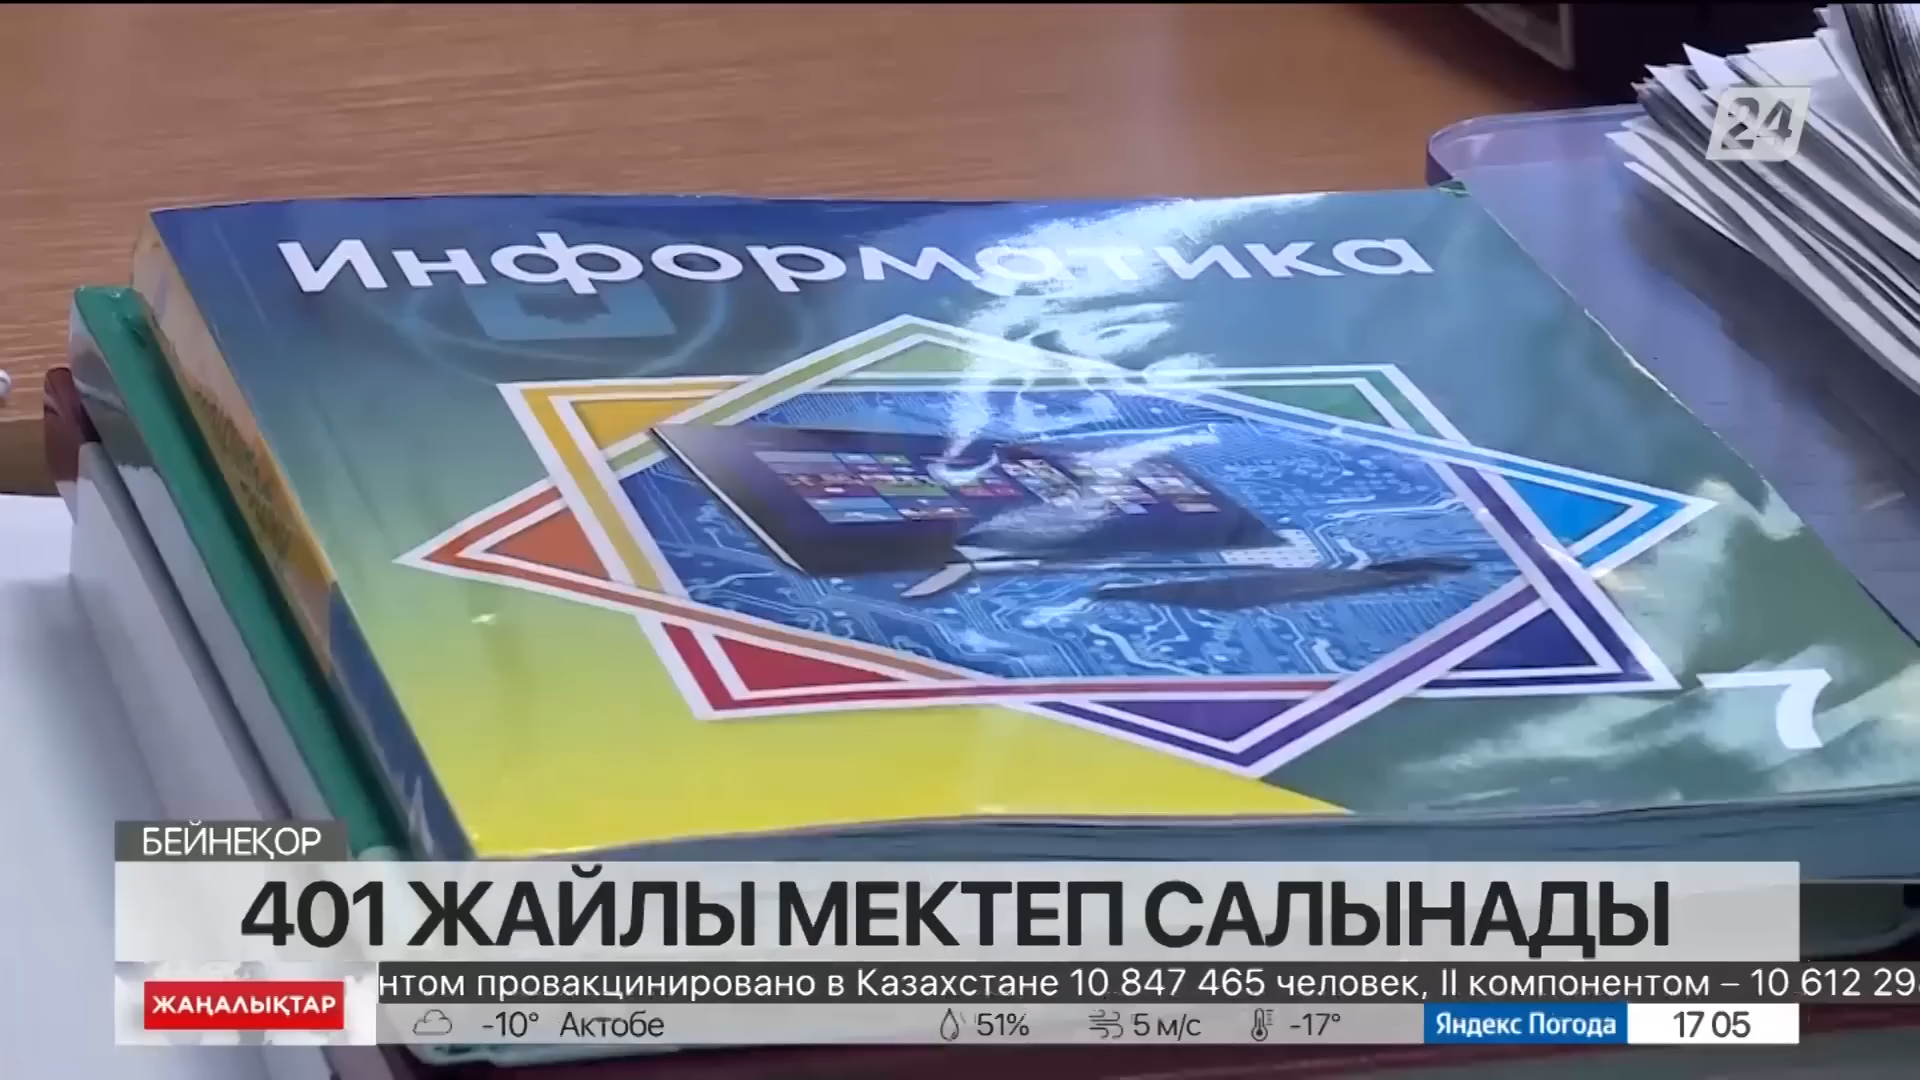 24
Информатика
7
БЕЙНЕҚОР
401 ЖАЙЛЫ МЕКТЕП САЛЫНАДЫ
нтом провакцинировано в Казахстане 10 847 465 человек, II компонентом – 10 612 29
ЖАҢАЛЫҚТАР
-10° Актобе 51% 5 м/с -17° Яндекс Погода 17 05